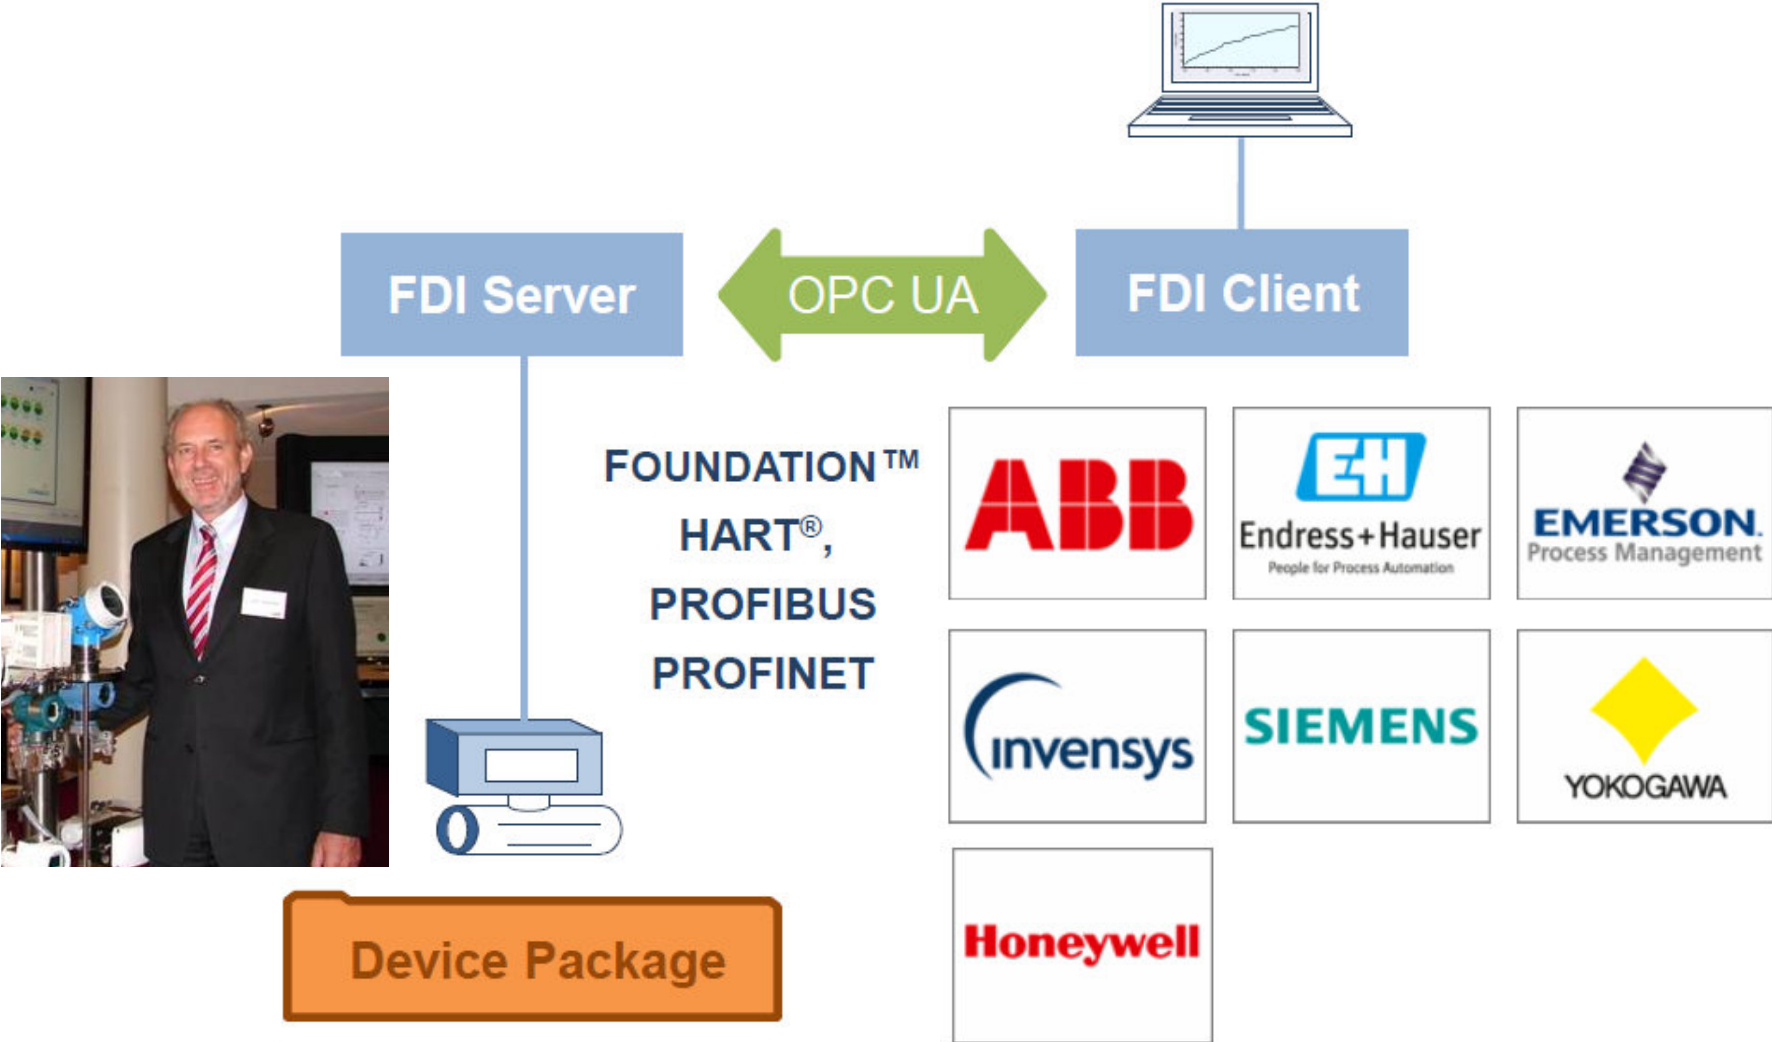 FDI Server
OPC UA
FDI Client
FOUNDATION™
HART®,
PROFIBUS
PROFINET
ABB
EH
Endress+Hauser
People for Process Automation
EMERSON.
Process Management
invensys
SIEMENS
YOKOGAWA
Honeywell
Device Package